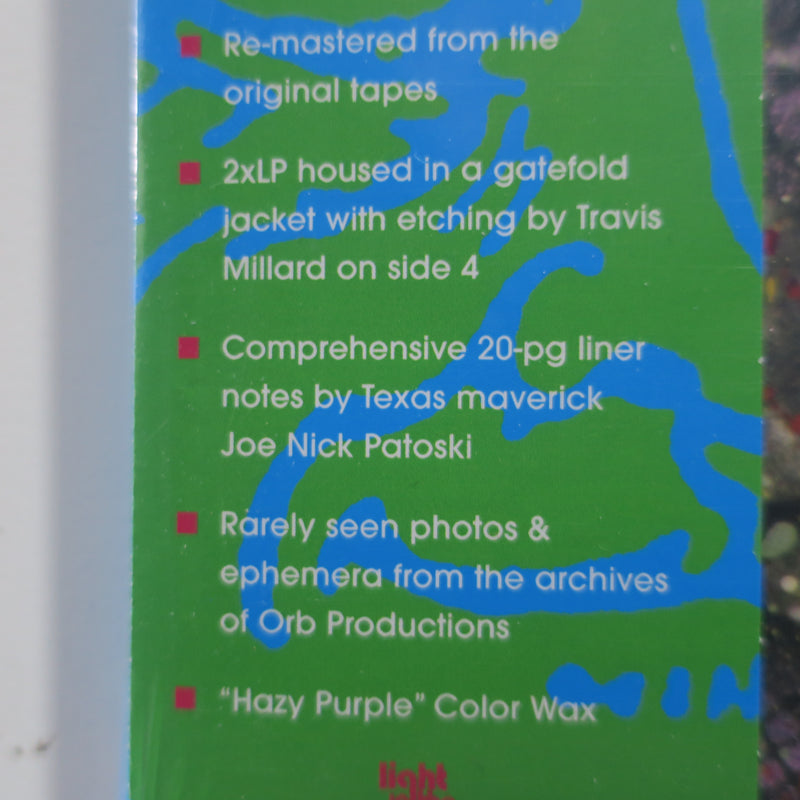 Re-mastered from the
original tapes
2xLP housed in a gatefold
jacket with etching by Travis
Millard on side 4
Comprehensive 20-pg liner
notes by Texas maverick
Joe Nick Patoski
Rarely seen photos &
ephemera from the archives
of Orb Productions
“Hazy Purple” Color Wax
light